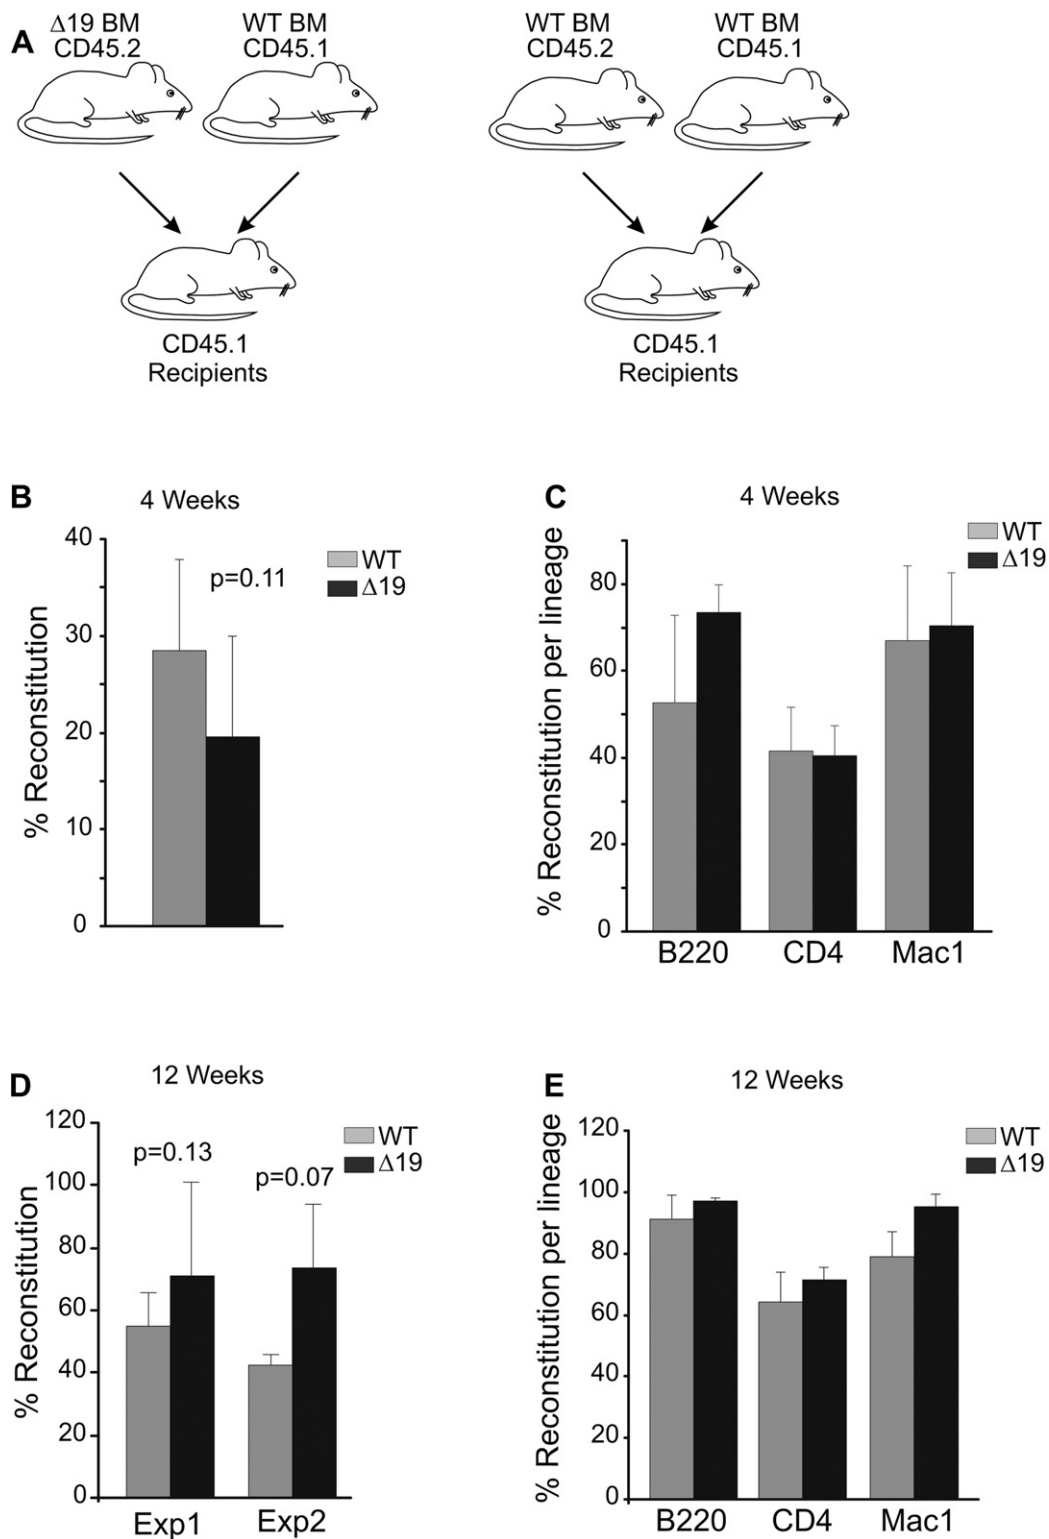 A
Δ19 BM
CD45.2
WT BM
CD45.1
WT BM
CD45.2
WT BM
CD45.1
CD45.1
Recipients
CD45.1
Recipients
B
4 Weeks
% Reconstitution
40
30
20
10
0
p=0.11
WT
Δ19
C
4 Weeks
% Reconstitution per lineage
80
60
40
20
0
WT
Δ19
B220
CD4
Mac1
D
12 Weeks
% Reconstitution
120
100
80
60
40
20
0
p=0.13
p=0.07
WT
Δ19
Exp1
Exp2
E
12 Weeks
% Reconstitution per lineage
120
100
80
60
40
20
0
WT
Δ19
B220
CD4
Mac1